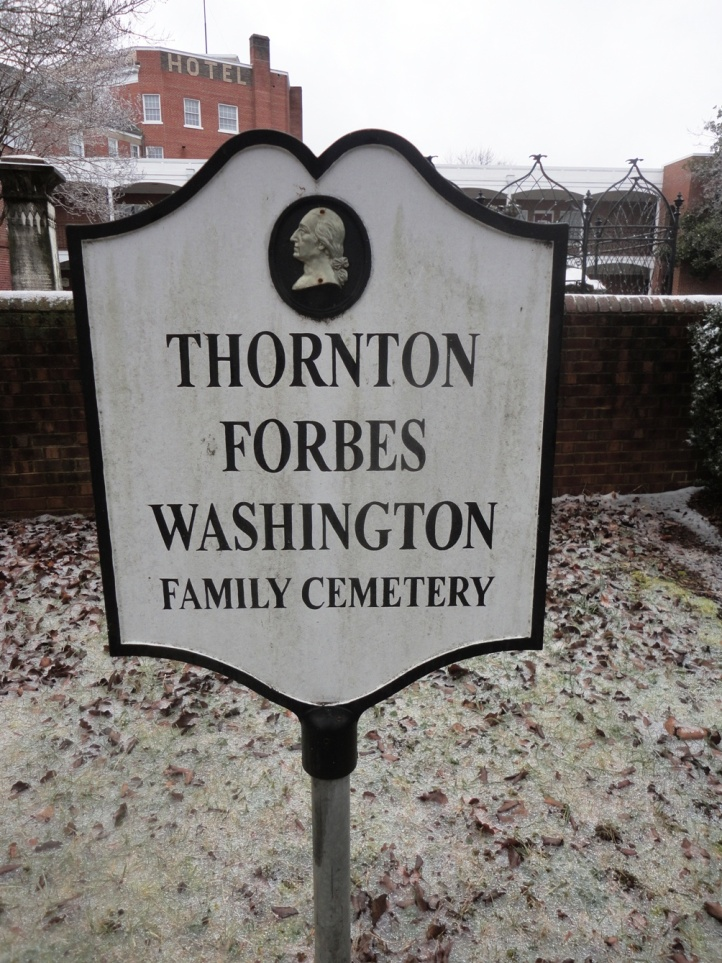 HOTEL
THORNTON
FORBES
WASHINGTON
FAMILY CEMETERY